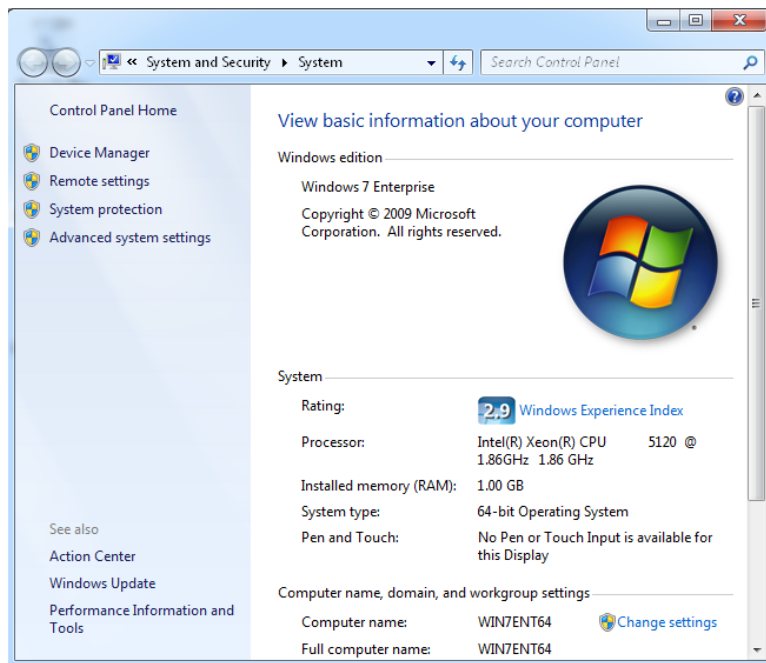 « System and Security ▸ System
Search Control Panel
Control Panel Home
Device Manager
Remote settings
System protection
Advanced system settings
See also
Action Center
Windows Update
Performance Information and
Tools
View basic information about your computer
Windows edition
Windows 7 Enterprise
Copyright © 2009 Microsoft
Corporation. All rights reserved.
System
Rating: 2.9 Windows Experience Index
Processor: Intel(R) Xeon(R) CPU 5120 @
1.86GHz 1.86 GHz
Installed memory (RAM): 1.00 GB
System type: 64-bit Operating System
Pen and Touch: No Pen or Touch Input is available for
this Display
Computer name, domain, and workgroup settings
Computer name: WIN7ENT64 Change settings
Full computer name: WIN7ENT64